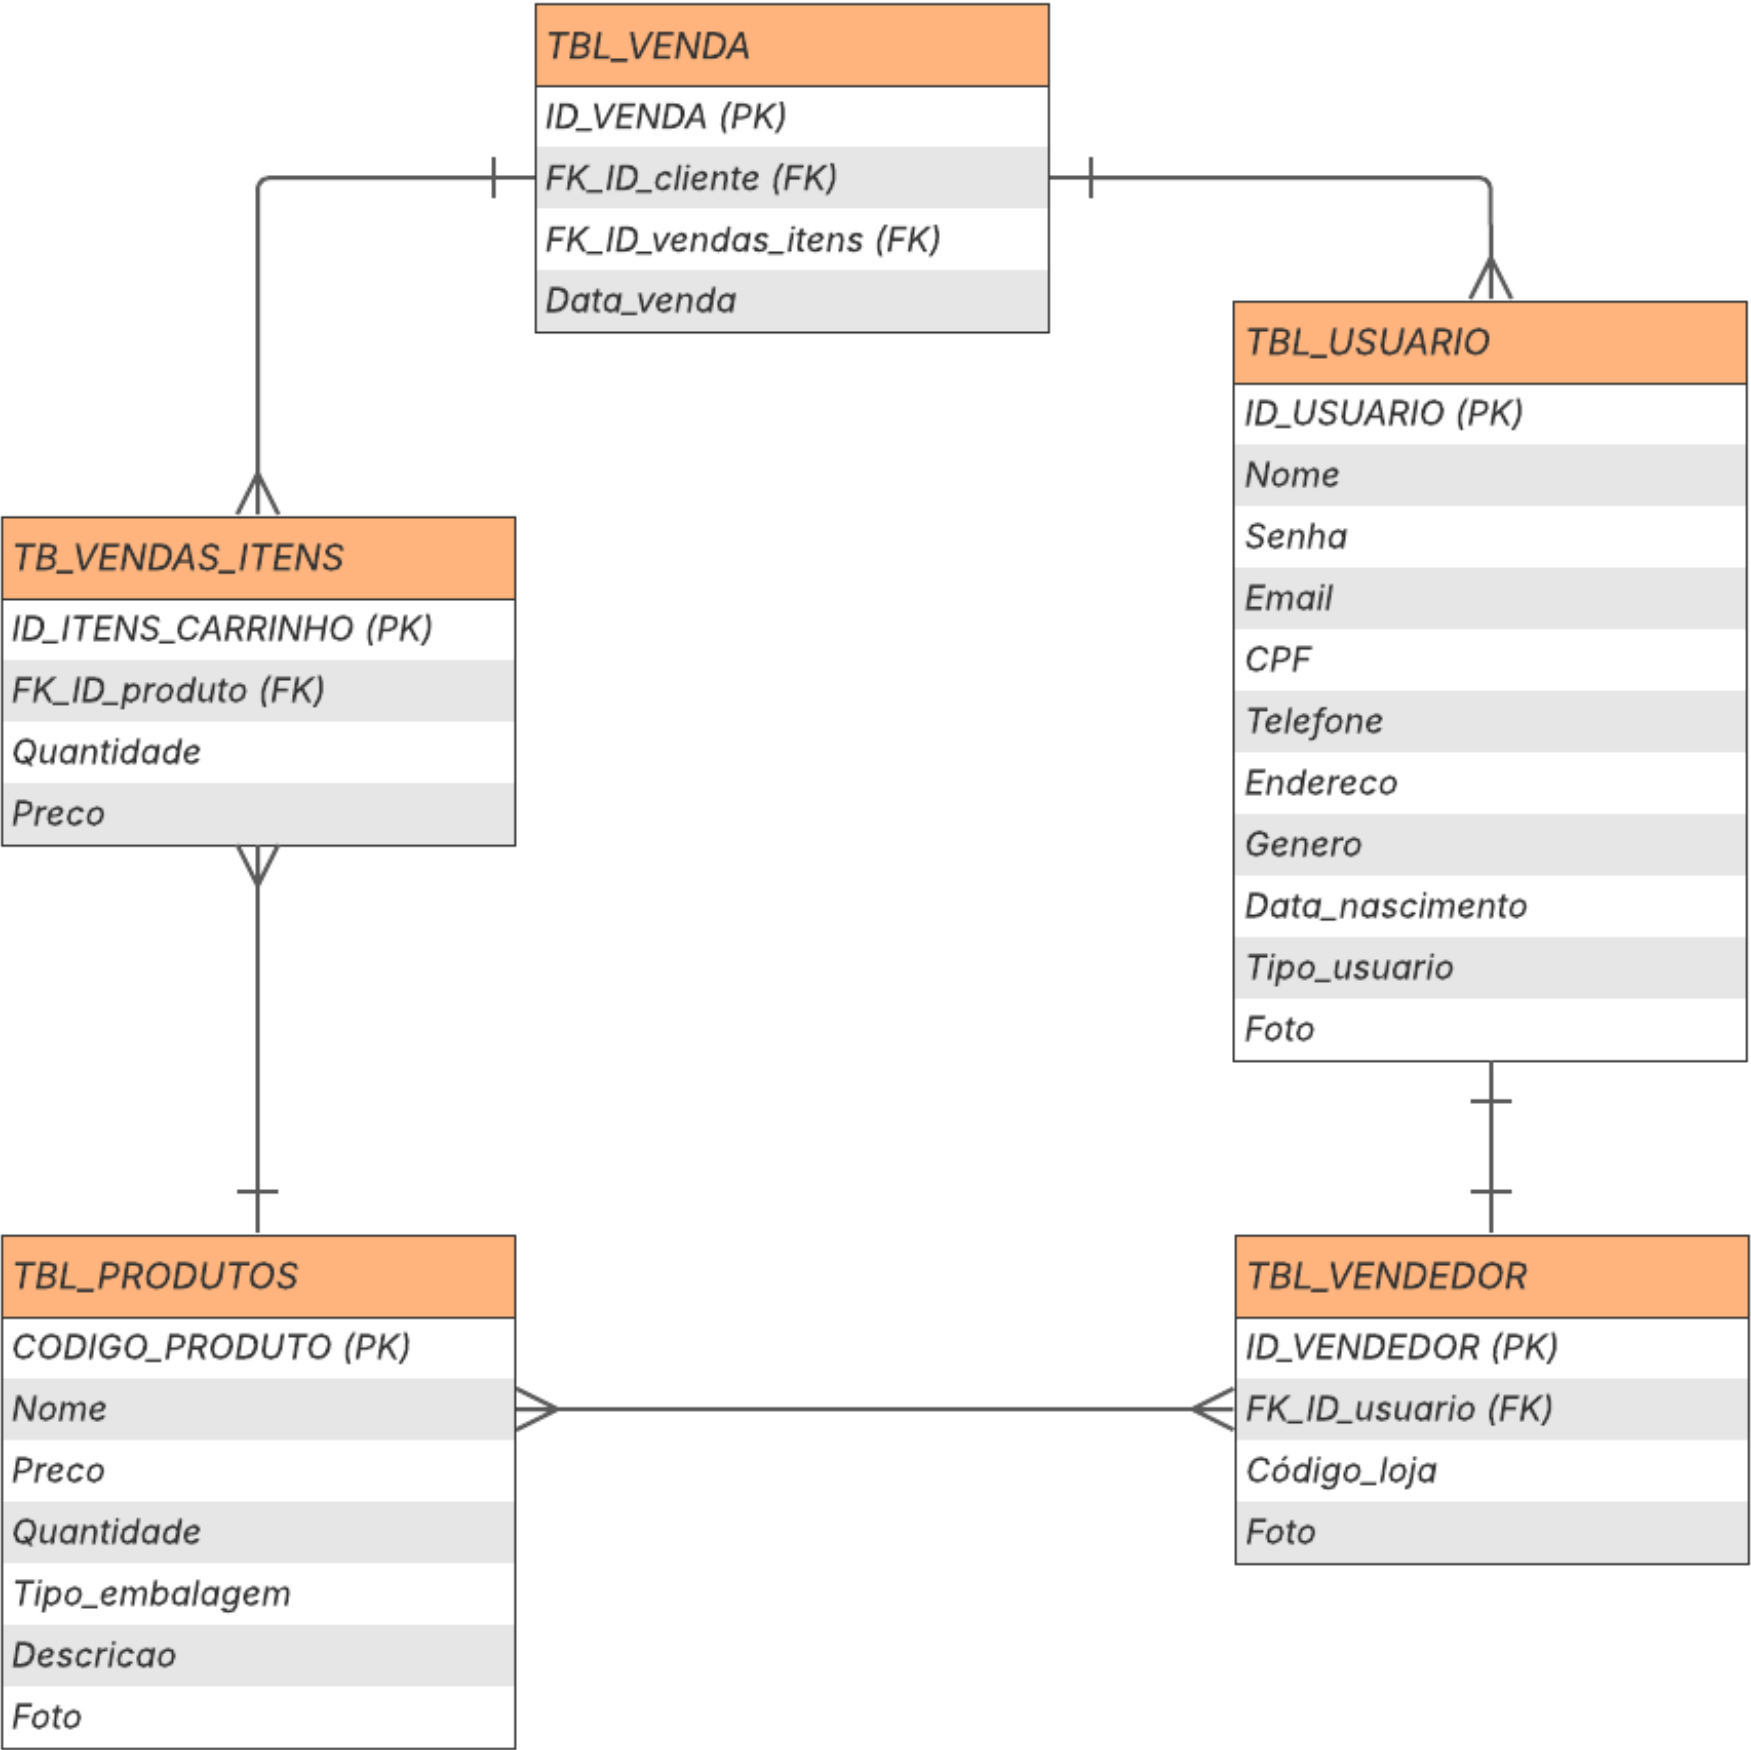 TBL_VENDA
ID_VENDA (PK)
FK_ID_cliente (FK)
FK_ID_vendas_itens (FK)
Data_venda
TBL_USUARIO
ID_USUARIO (PK)
Nome
Senha
Email
CPF
Telefone
Endereco
Genero
Data_nascimento
Tipo_usuario
Foto
TB_VENDAS_ITENS
ID_ITENS_CARRINHO (PK)
FK_ID_produto (FK)
Quantidade
Preco
TBL_PRODUTOS
CODIGO_PRODUTO (PK)
Nome
Preco
Quantidade
Tipo_embalagem
Descricao
Foto
TBL_VENDEDOR
ID_VENDEDOR (PK)
FK_ID_usuario (FK)
Código_loja
Foto